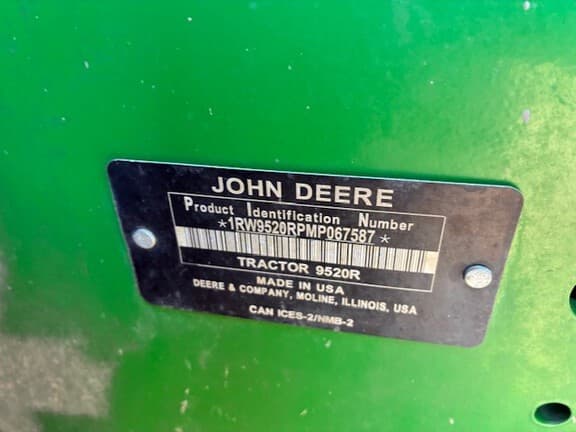 JOHN DEERE
Product Identification Number
*1RW9520RPMP067587*
TRACTOR 9520R
MADE IN USA
DEERE & COMPANY, MOLINE, ILLINOIS, USA
CAN ICES-2/NMB-2